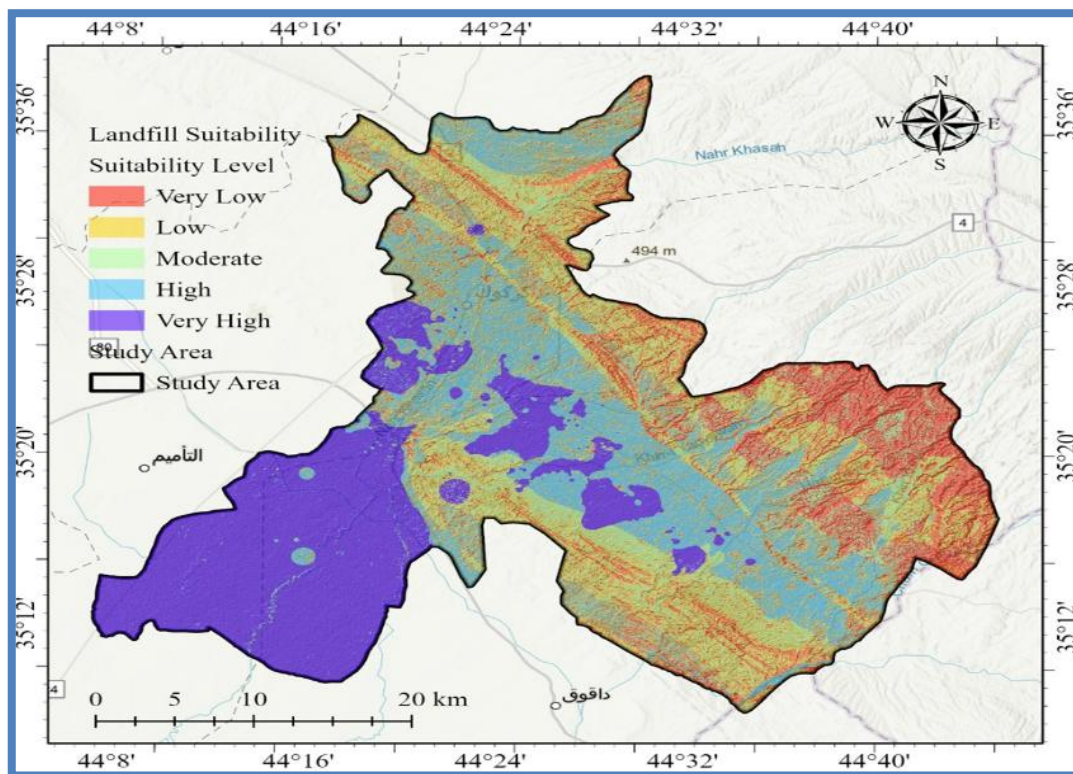 44°8' 44°16' 44°24' 44°32' 44°40'
35°36' 35°36'
N
W E
S
Landfill Suitability
Suitability Level
Very Low
Low
Moderate
High
Very High
Study Area
Study Area
Nahr Khasah
4
494 m
35°28' 35°28'
كركوك
80
35°20' 35°20'
التأميم
35°12' 35°12'
4
داقوق
0 5 10 20 km
44°8' 44°16' 44°24' 44°32' 44°40'